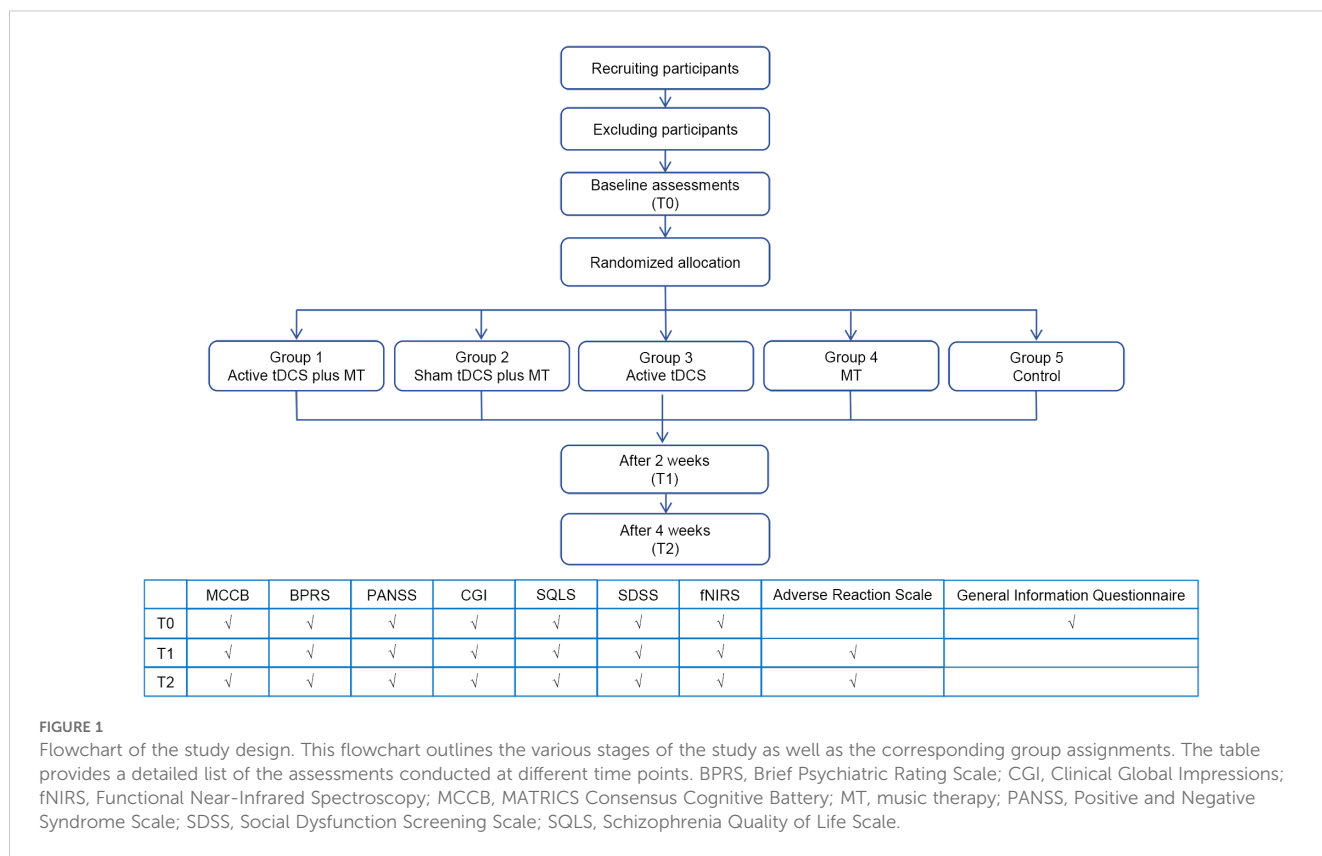 Recruiting participants
Excluding participants
Baseline assessments
(T0)
Randomized allocation
Group 1
Active tDCS plus MT
Group 2
Sham tDCS plus MT
Group 3
Active tDCS
Group 4
MT
Group 5
Control
After 2 weeks
(T1)
After 4 weeks
(T2)
MCCB BPRS PANSS CGI SQLS SDSS fNIRS Adverse Reaction Scale General Information Questionnaire
T0 √ √ √ √ √ √ √ √
T1 √ √ √ √ √ √ √ √
T2 √ √ √ √ √ √ √ √
FIGURE 1
Flowchart of the study design. This flowchart outlines the various stages of the study as well as the corresponding group assignments. The table
provides a detailed list of the assessments conducted at different time points. BPRS, Brief Psychiatric Rating Scale; CGI, Clinical Global Impressions;
fNIRS, Functional Near-Infrared Spectroscopy; MCCB, MATRICS Consensus Cognitive Battery; MT, music therapy; PANSS, Positive and Negative
Syndrome Scale; SDSS, Social Dysfunction Screening Scale; SQLS, Schizophrenia Quality of Life Scale.